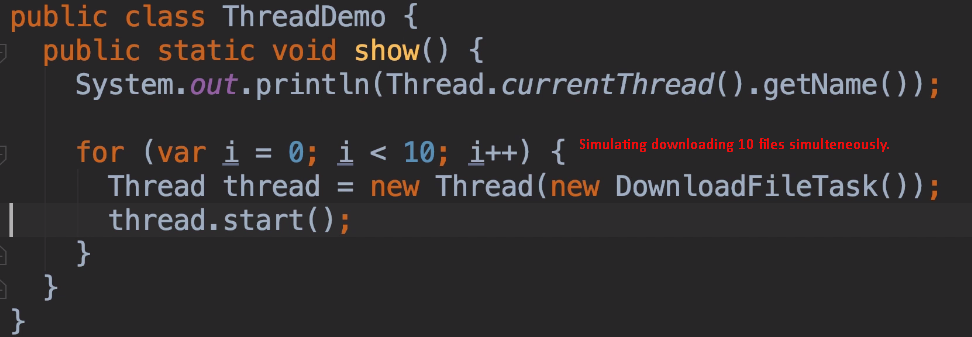 public class ThreadDemo {
public static void show() {
System.out.println(Thread.currentThread().getName());
for (var i = 0; i < 10; i++) { Simulating downloading 10 files simulteneously.
Thread thread = new Thread(new DownloadFileTask());
thread.start();
}
}
}